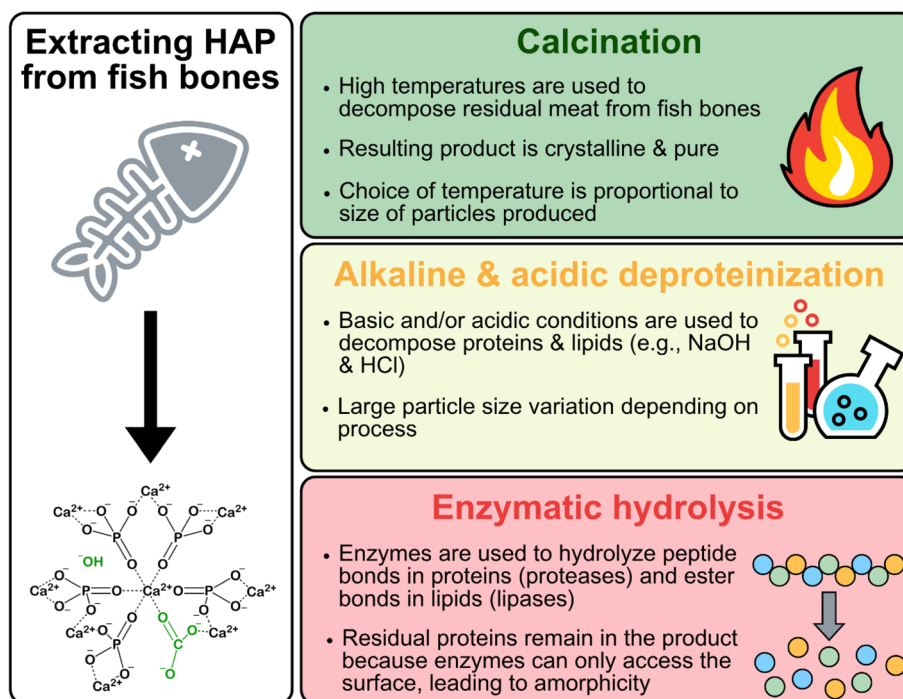 Extracting HAP
from fish bones
Ca²⁺
Ca²⁺
O⁻
O⁻
O⁻
O⁻
Ca²⁺
O
P
O
O
P
O
⁻OH
O
O
Ca²⁺
O⁻
P
O
Ca²⁺
O
P
O⁻
Ca²⁺
O⁻
O
O⁻
O
O
O⁻
Ca²⁺
O⁻
P
C
O⁻
Ca²⁺
O⁻
O⁻
O
Ca²⁺
Calcination
• High temperatures are used to
decompose residual meat from fish bones
• Resulting product is crystalline & pure
• Choice of temperature is proportional to
size of particles produced
Alkaline & acidic deproteinization
• Basic and/or acidic conditions are used to
decompose proteins & lipids (e.g., NaOH
& HCl)
• Large particle size variation depending on
process
Enzymatic hydrolysis
• Enzymes are used to hydrolyze peptide
bonds in proteins (proteases) and ester
bonds in lipids (lipases)
• Residual proteins remain in the product
because enzymes can only access the
surface, leading to amorphicity